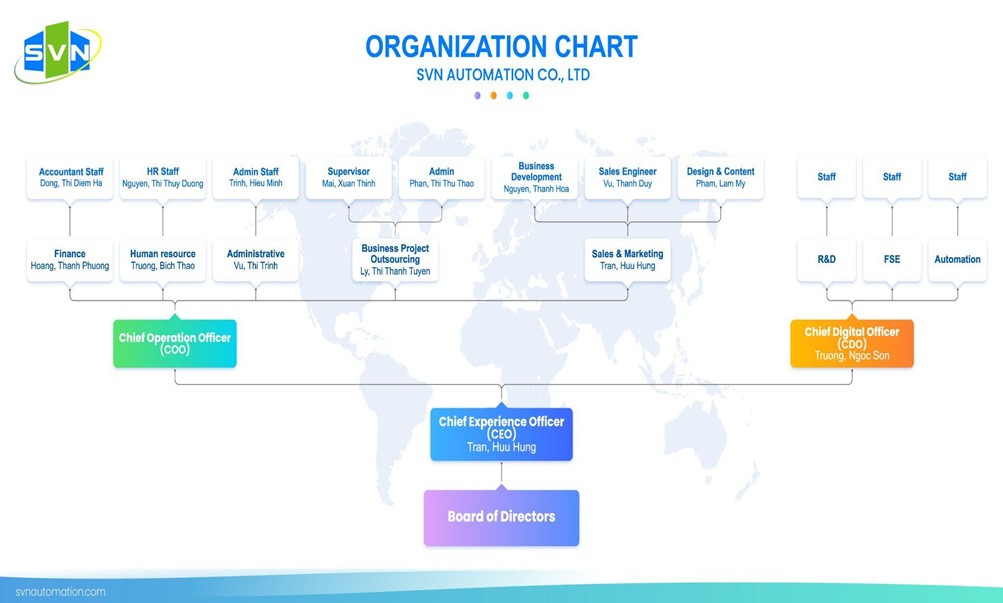 SVN
ORGANIZATION CHART
SVN AUTOMATION CO., LTD
Accountant Staff
Dong, Thi Diem Ha
HR Staff
Nguyen, Thi Thuy Duong
Admin Staff
Trinh, Hieu Minh
Supervisor
Mai, Xuan Thinh
Admin
Phan, Thi Thu Thao
Business
Development
Nguyen, Thanh Hoa
Sales Engineer
Vu, Thanh Duy
Design & Content
Pham, Lam My
Staff
Staff
Staff
Finance
Hoang, Thanh Phuong
Human resource
Truong, Bich Thao
Administrative
Vu, Thi Trinh
Business Project
Outsourcing
Ly, Thi Thanh Tuyen
Sales & Marketing
Tran, Huu Hung
R&D
FSE
Automation
Chief Operation Officer
(COO)
Chief Digital Officer
(CDO)
Truong, Ngoc Son
Chief Experience Officer
(CEO)
Tran, Huu Hung
Board of Directors
svnautomation.com